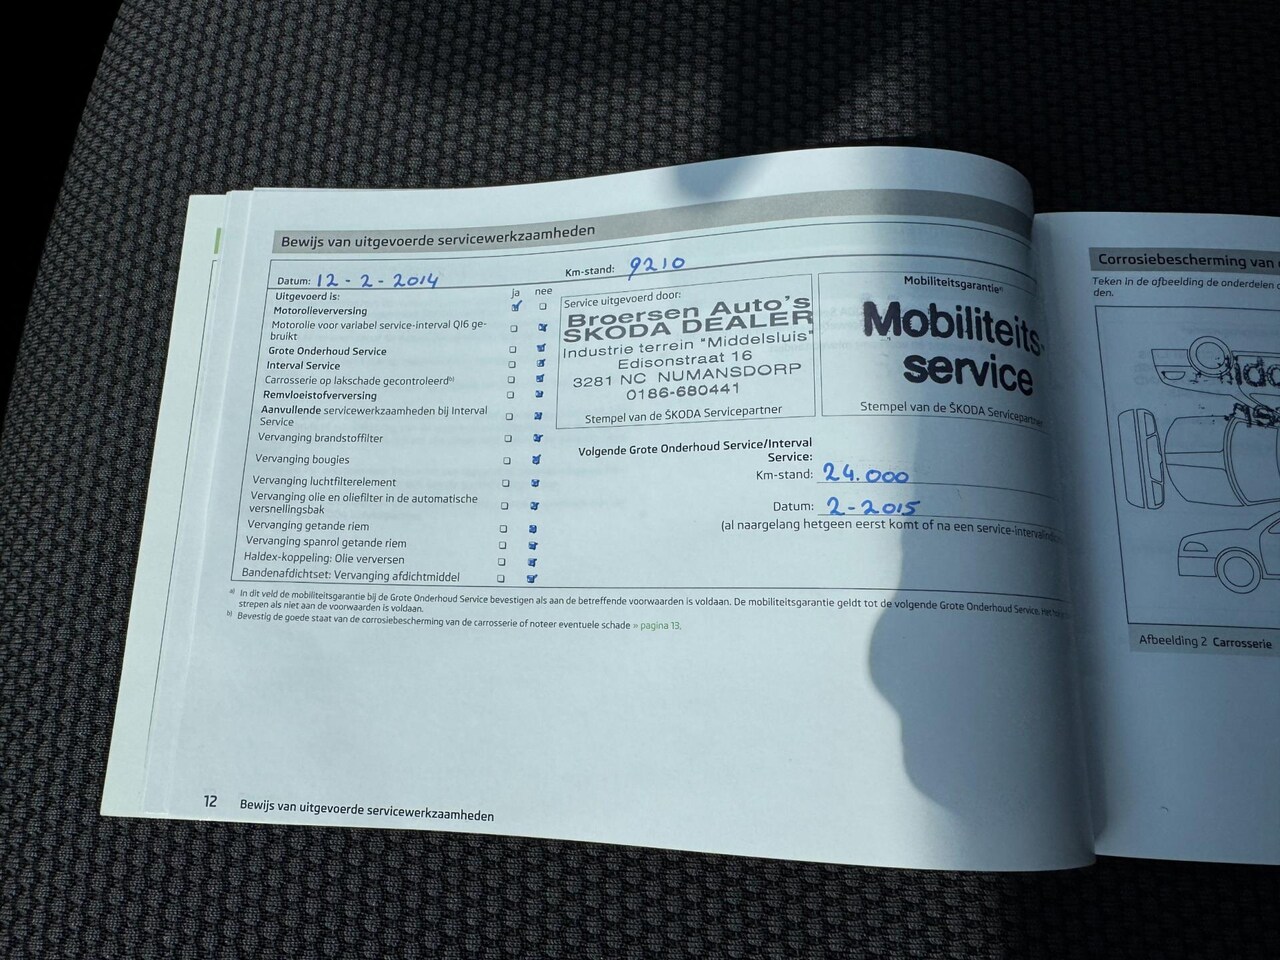 Bewijs van uitgevoerde servicewerkzaamheden
Datum: 12 - 2 - 2014
Km-stand: 9210
Uitgevoerd is:
ja nee
Motorolieverversing
Motorolie voor variabel service-interval QI6 ge-
bruikt
Grote Onderhoud Service
Interval Service
Carrosserie op lakschade gecontroleerd b)
Remvloeistofverversing
Aanvullende servicewerkzaamheden bij Interval
Service
Vervanging brandstoffilter
Vervanging bougies
Vervanging luchtfilterelement
Vervanging olie en oliefilter in de automatische
versnellingsbak
Vervanging getande riem
Vervanging spanrol getande riem
Haldex-koppeling: Olie verversen
Bandenafdichtset: Vervanging afdichtmiddel
Service uitgevoerd door:
Broersen Auto's
SKODA DEALER
Industrie terrein "Middelsluis"
Edisonstraat 16
3281 NC NUMANSDORP
0186-680441
Stempel van de ŠKODA Servicepartner
Mobiliteitsgarantie a)
Mobiliteits-
service
Stempel van de ŠKODA Servicepartner
Volgende Grote Onderhoud Service/Interval
Service:
Km-stand: 24.000
Datum: 2-2015
(al naargelang hetgeen eerst komt of na een
a) In dit veld de mobiliteitsgarantie bij de Grote Onderhoud Service bevestigen als aan de betreffende voorwaarden is voldaan. De mobiliteitsgarantie geldt tot de volgende Grote Onderhoud Service.
strepen als niet aan de voorwaarden is voldaan.
b) Bevestig de goede staat van de corrosiebescherming van de carrosserie of noteer eventuele schade » pagina 13.
12 Bewijs van uitgevoerde servicewerkzaamheden
Corrosiebescherming van
Teken in de afbeelding de onderdelen
den.
Afbeelding 2 Carrosserie